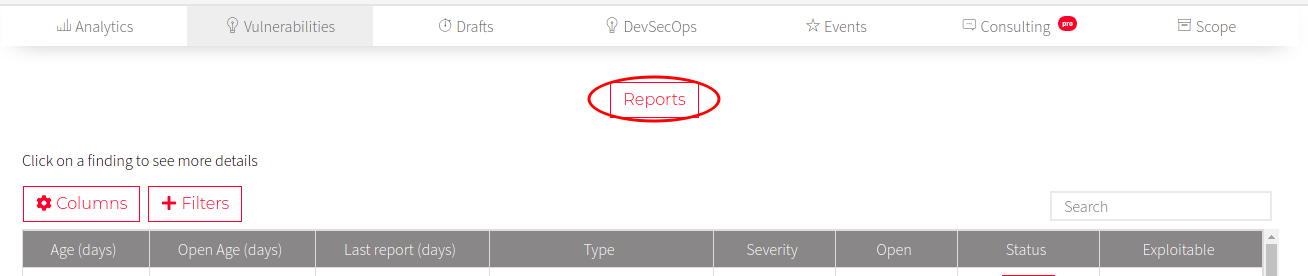 Analytics Vulnerabilities Drafts DevSecOps Events Consulting pro Scope
Reports
Click on a finding to see more details
Columns Filters Search
Age (days) Open Age (days) Last report (days) Type Severity Open Status Exploitable